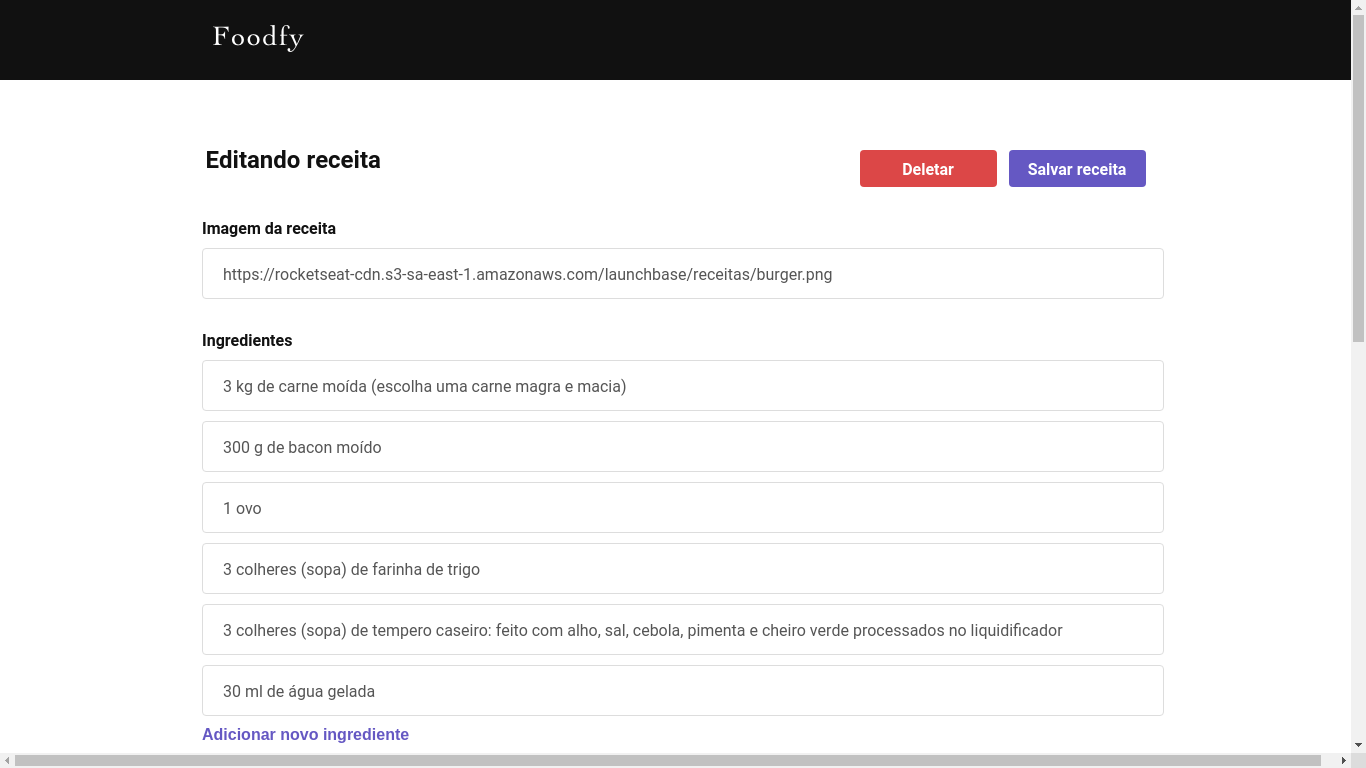 Foodfy
Editando receita
Deletar
Salvar receita
Imagem da receita
https://rocketseat-cdn.s3-sa-east-1.amazonaws.com/launchbase/receitas/burger.png
Ingredientes
3 kg de carne moída (escolha uma carne magra e macia)
300 g de bacon moído
1 ovo
3 colheres (sopa) de farinha de trigo
3 colheres (sopa) de tempero caseiro: feito com alho, sal, cebola, pimenta e cheiro verde processados no liquidificador
30 ml de água gelada
Adicionar novo ingrediente